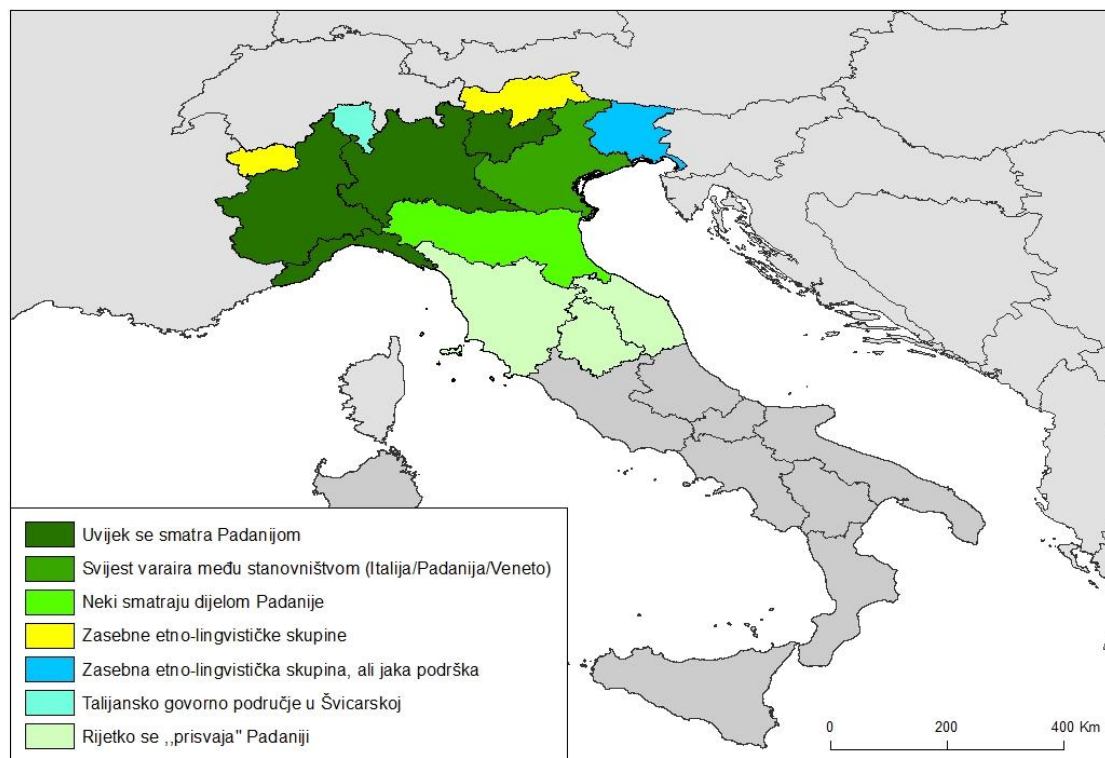 Uvijek se smatra Padanijom
Svijest varaira među stanovništvom (Italija/Padanija/Veneto)
Neki smatraju dijelom Padanije
Zasebne etno-lingvističke skupine
Zasebna etno-lingvistička skupina, ali jaka podrška
Talijansko govorno područje u Švicarskoj
Rijetko se ,,prisvaja" Padaniji
0 200 400 Km